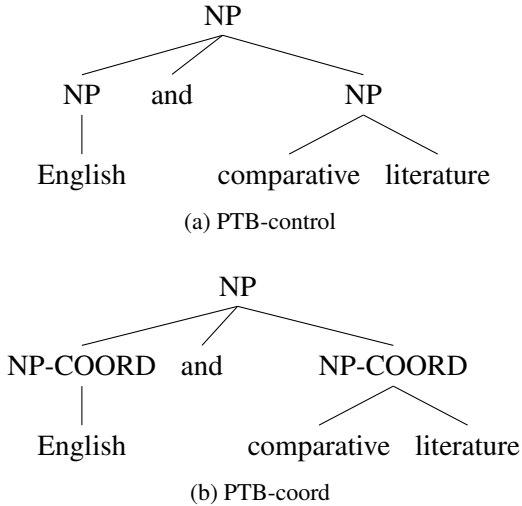 NP
NP and NP
English comparative literature
(a) PTB-control
NP
NP-COORD and NP-COORD
English comparative literature
(b) PTB-coord